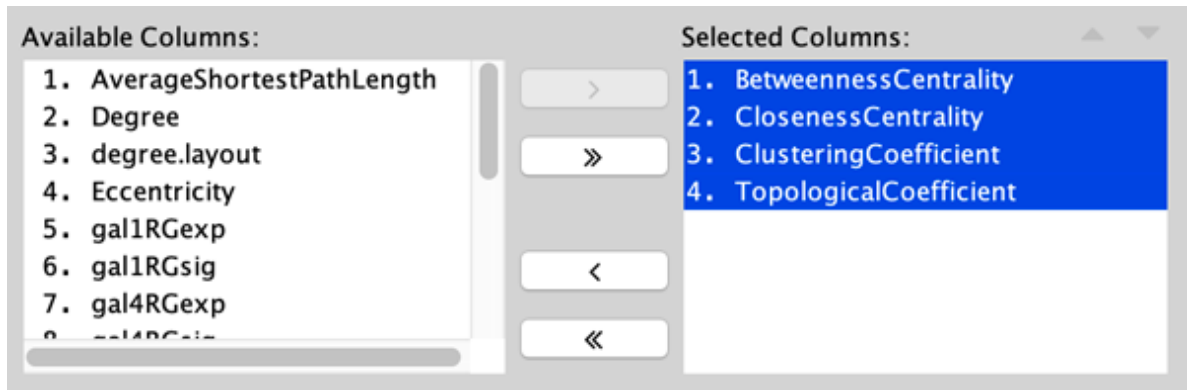 Available Columns:
1. AverageShortestPathLength
2. Degree
3. degree.layout
4. Eccentricity
5. gal1RGexp
6. gal1RGsig
7. gal4RGexp
>
»
<
«
Selected Columns:
1. BetweennessCentrality
2. ClosenessCentrality
3. ClusteringCoefficient
4. TopologicalCoefficient